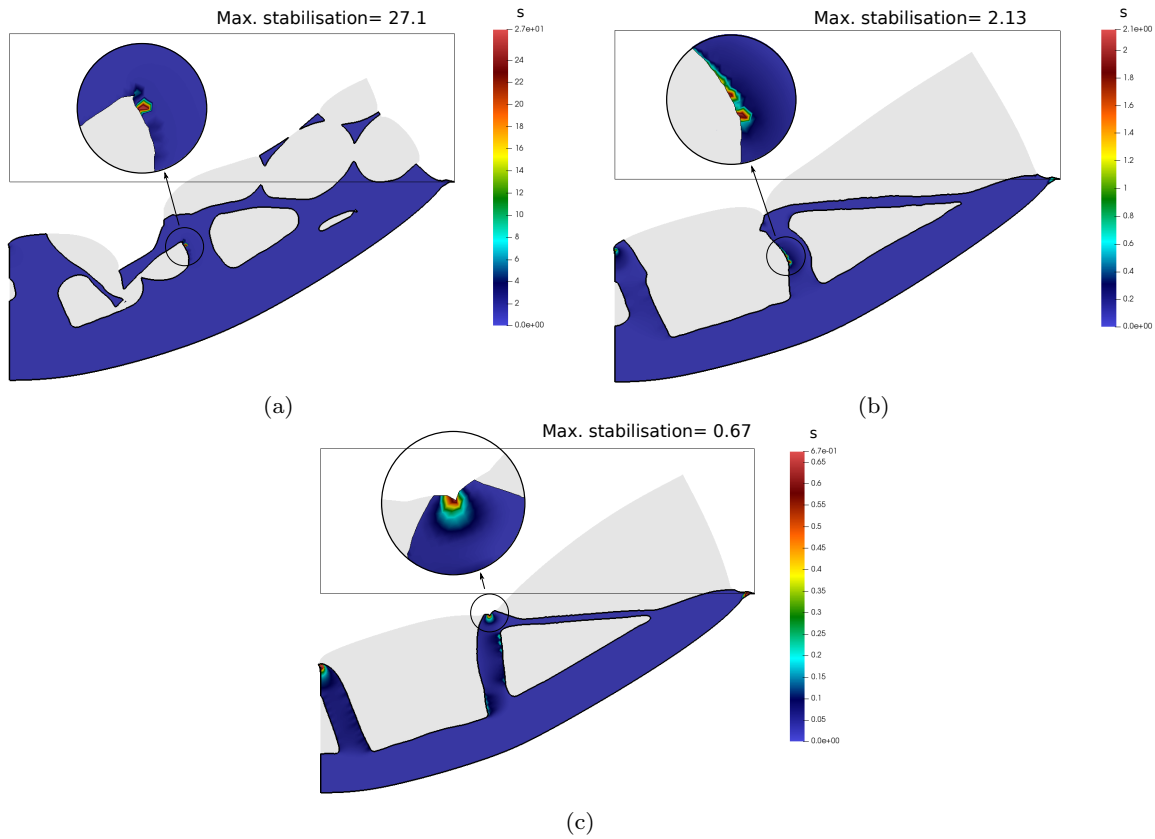 Max. stabilisation= 27.1
s
2.7e+01
24
22
20
18
16
14
12
10
8
6
4
2
0.0e+00
(a)
Max. stabilisation= 2.13
s
2.1e+00
2
1.8
1.6
1.4
1.2
1
0.8
0.6
0.4
0.2
0.0e+00
(b)
Max. stabilisation= 0.67
s
6.7e-01
0.65
0.6
0.55
0.5
0.45
0.4
0.35
0.3
0.25
0.2
0.15
0.1
0.05
0.0e+00
(c)